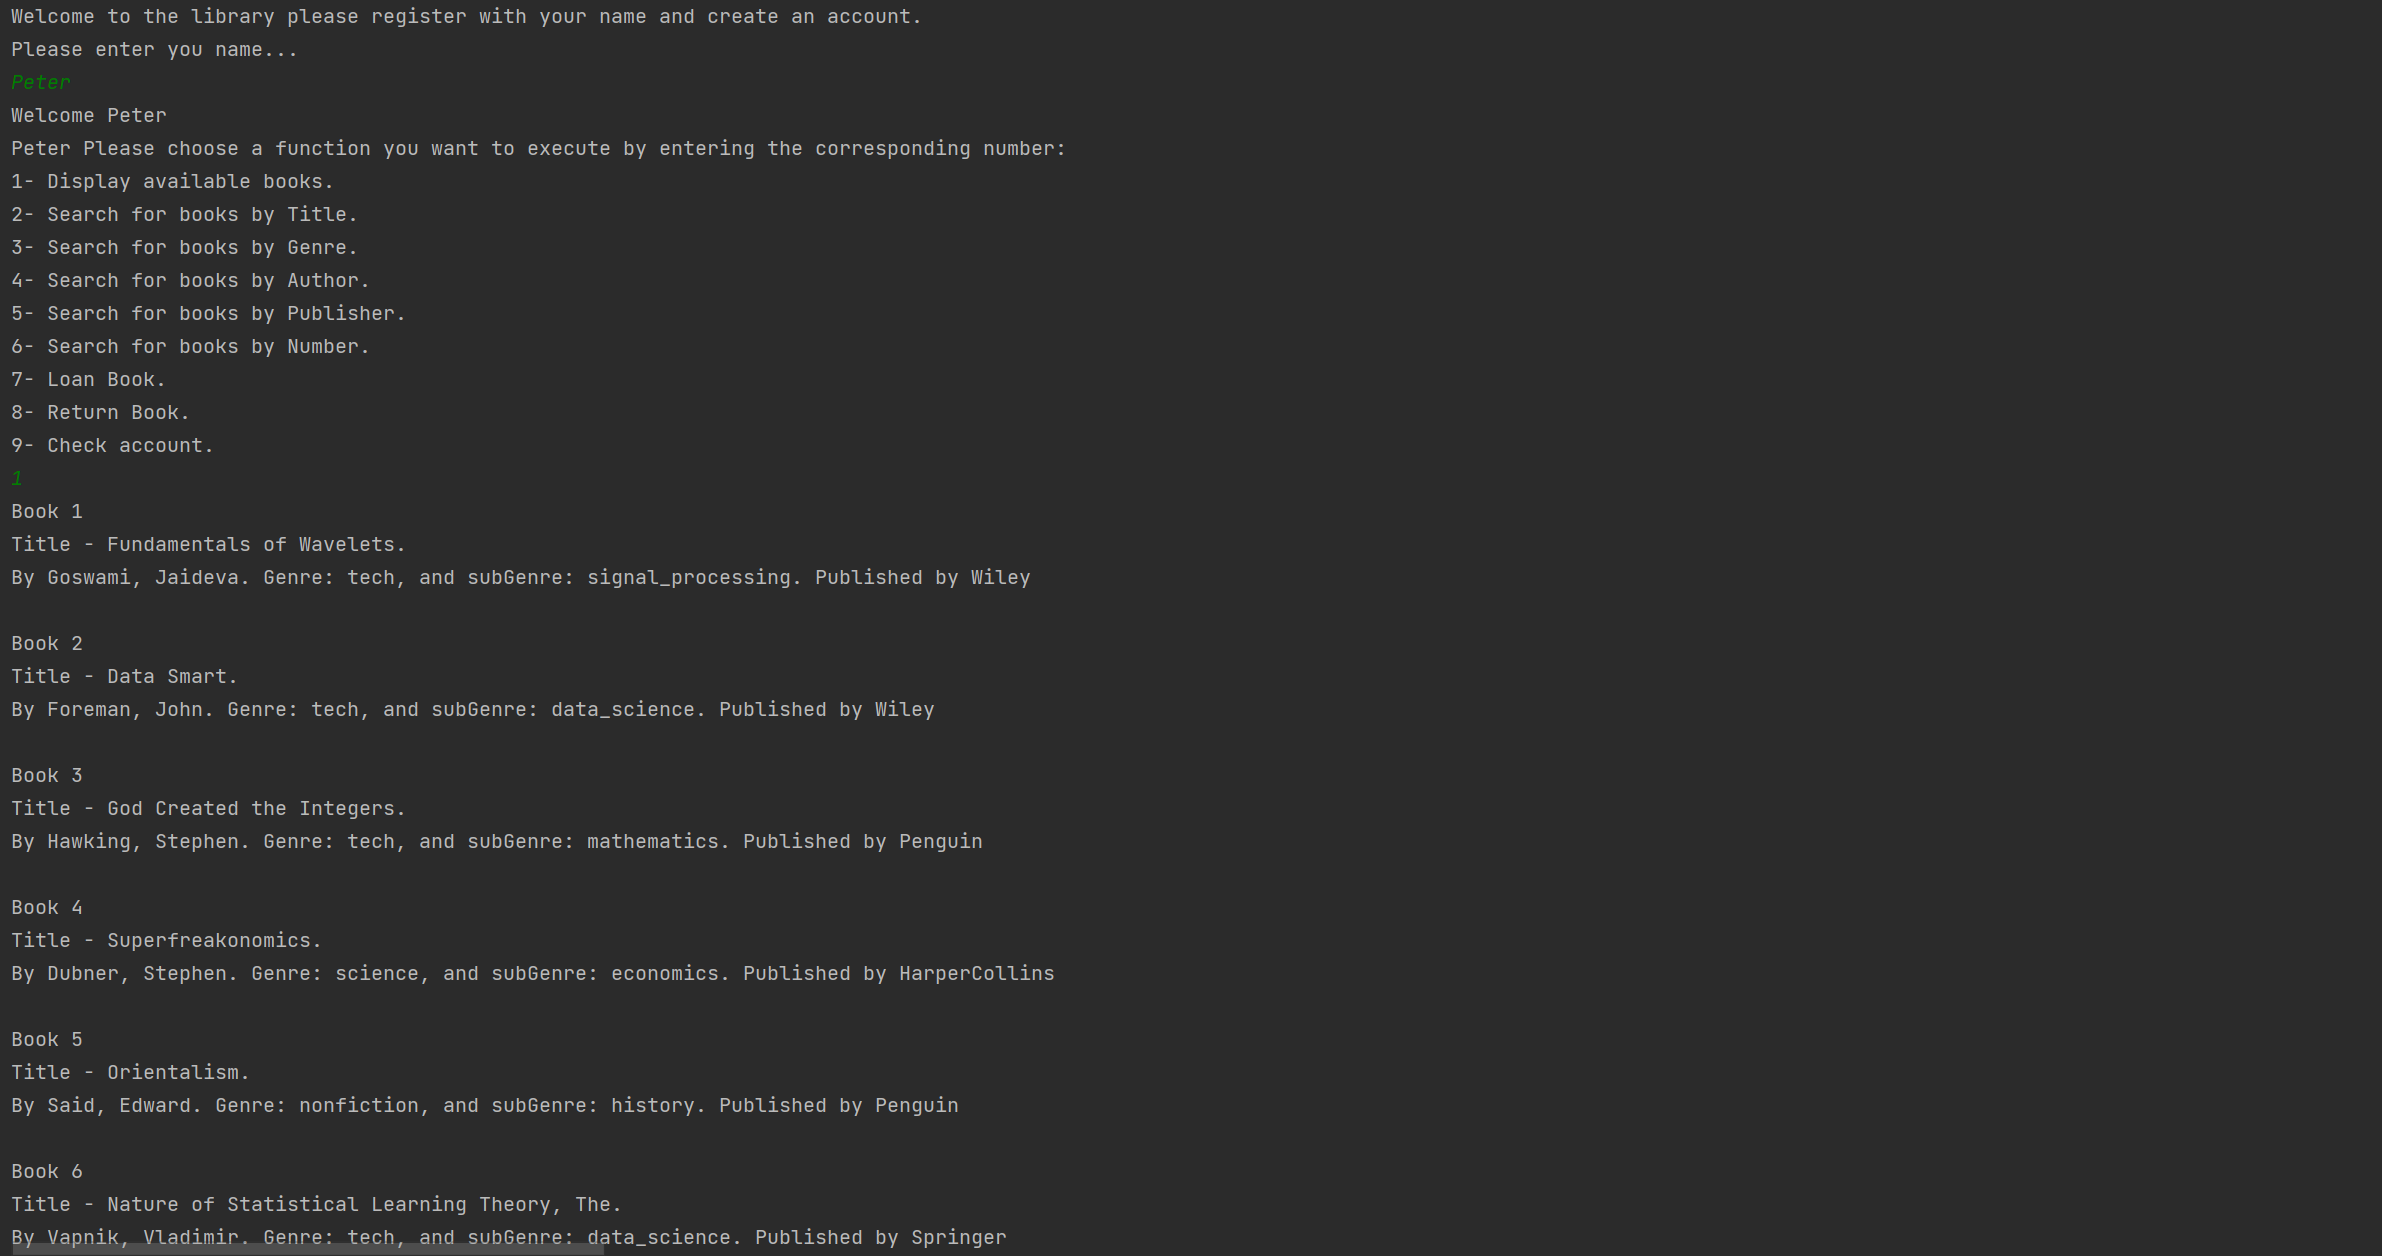 Welcome to the library please register with your name and create an account.
Please enter you name...
Peter
Welcome Peter
Peter Please choose a function you want to execute by entering the corresponding number:
1- Display available books.
2- Search for books by Title.
3- Search for books by Genre.
4- Search for books by Author.
5- Search for books by Publisher.
6- Search for books by Number.
7- Loan Book.
8- Return Book.
9- Check account.
1
Book 1
Title - Fundamentals of Wavelets.
By Goswami, Jaideva. Genre: tech, and subGenre: signal_processing. Published by Wiley
Book 2
Title - Data Smart.
By Foreman, John. Genre: tech, and subGenre: data_science. Published by Wiley
Book 3
Title - God Created the Integers.
By Hawking, Stephen. Genre: tech, and subGenre: mathematics. Published by Penguin
Book 4
Title - Superfreakonomics.
By Dubner, Stephen. Genre: science, and subGenre: economics. Published by HarperCollins
Book 5
Title - Orientalism.
By Said, Edward. Genre: nonfiction, and subGenre: history. Published by Penguin
Book 6
Title - Nature of Statistical Learning Theory, The.
By Vapnik, Vladimir. Genre: tech, and subGenre: data_science. Published by Springer